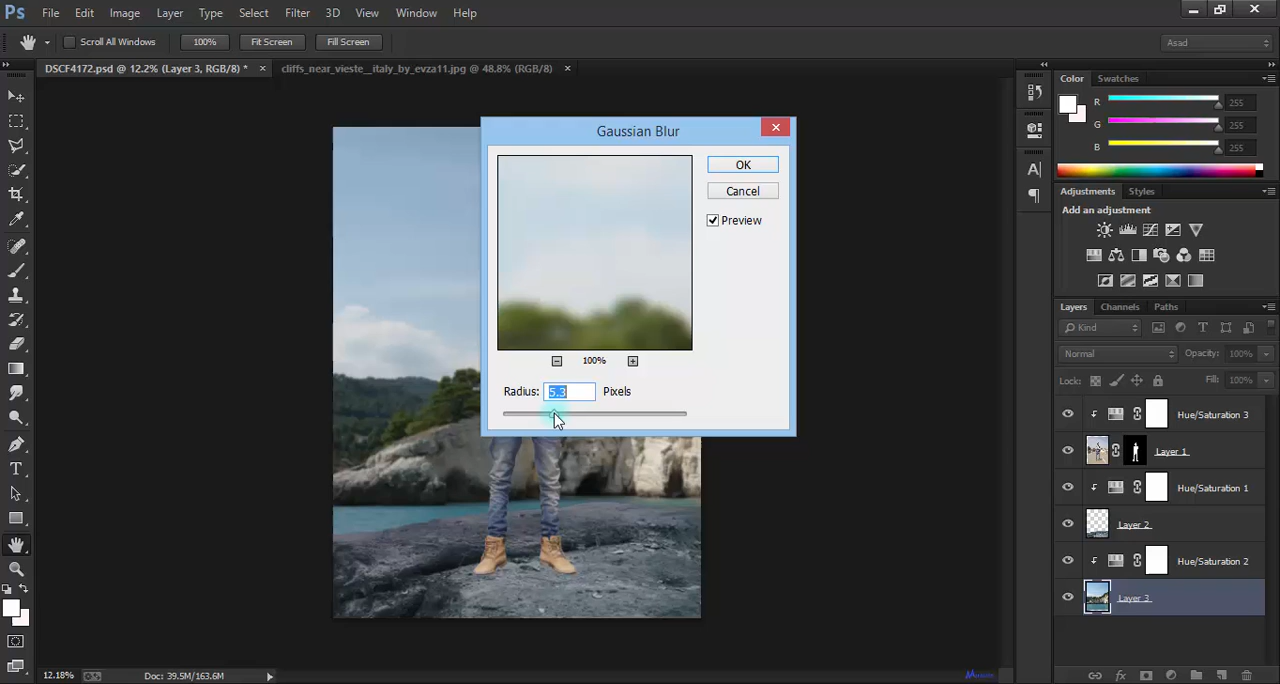 Ps File Edit Image Layer Type Select Filter 3D View Window Help
Scroll All Windows 100% Fit Screen Fill Screen Asad
DSCF4172.psd @ 12.2% (Layer 3, RGB/8) * × cliffs_near_vieste__italy_by_evza11.jpg @ 48.8% (RGB/8) ×
Gaussian Blur
OK
Cancel
Preview
100%
Radius: 5.3 Pixels
Color Swatches
R 255
G 255
B 255
Adjustments Styles
Add an adjustment
Layers Channels Paths
Kind
Normal Opacity: 100%
Lock: Fill: 100%
Hue/Saturation 3
Layer 1
Hue/Saturation 1
Layer 2
Hue/Saturation 2
Layer 3
12.18% Doc: 39.5M/163.6M